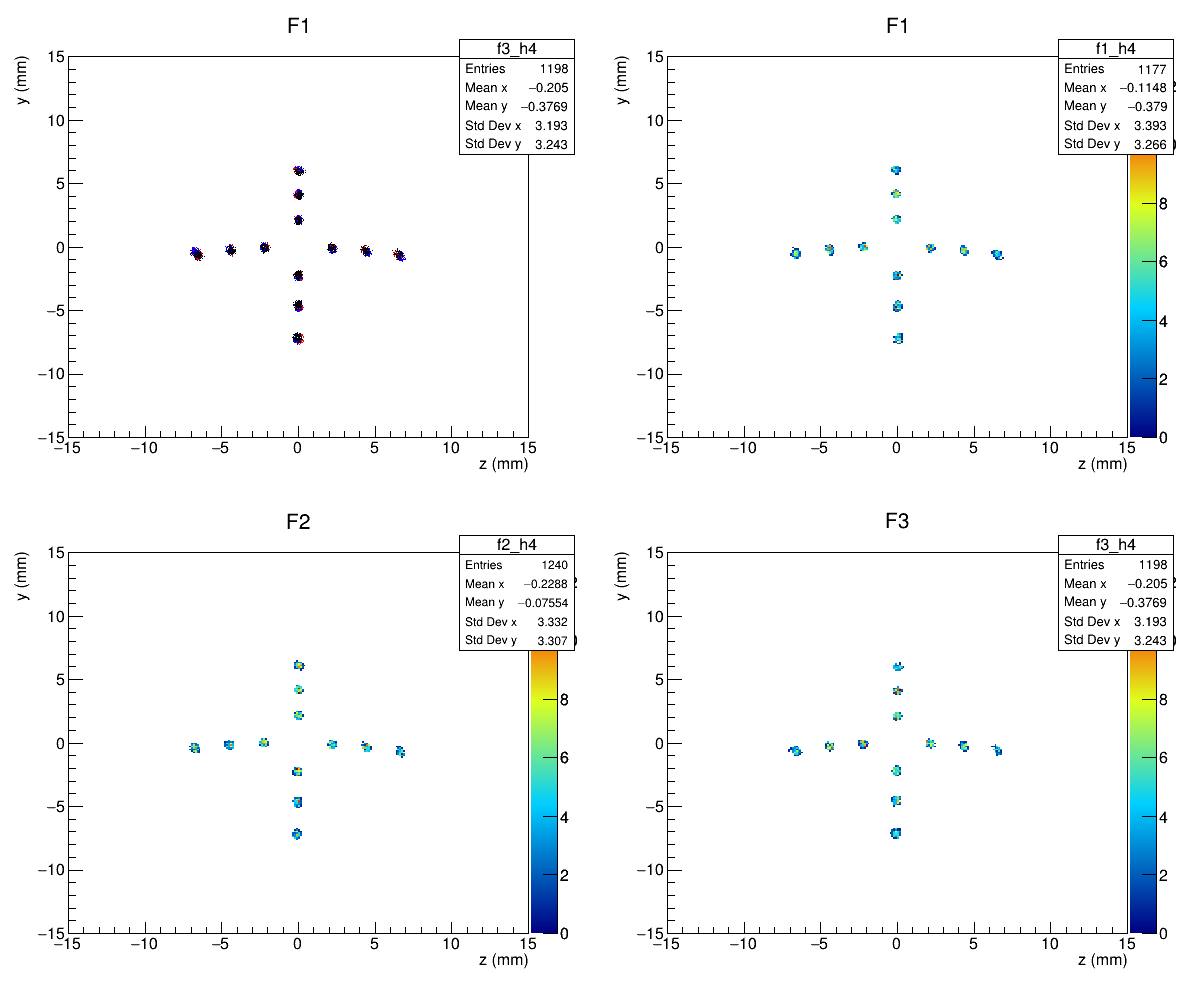 F1
f3_h4
Entries 1198
Mean x −0.205
Mean y −0.3769
Std Dev x 3.193
Std Dev y 3.243
y (mm)
15
10
5
0
−5
−10
−15
−15 −10 −5 0 5 10 15
z (mm)
F1
f1_h4
Entries 1177
Mean x −0.1148
Mean y −0.379
Std Dev x 3.393
Std Dev y 3.266
y (mm)
15
10
5
0
−5
−10
−15
−15 −10 −5 0 5 10 15
z (mm)
8
6
4
2
0
F2
f2_h4
Entries 1240
Mean x −0.2288
Mean y −0.07554
Std Dev x 3.332
Std Dev y 3.307
y (mm)
15
10
5
0
−5
−10
−15
−15 −10 −5 0 5 10 15
z (mm)
8
6
4
2
0
F3
f3_h4
Entries 1198
Mean x −0.205
Mean y −0.3769
Std Dev x 3.193
Std Dev y 3.243
y (mm)
15
10
5
0
−5
−10
−15
−15 −10 −5 0 5 10 15
z (mm)
8
6
4
2
0